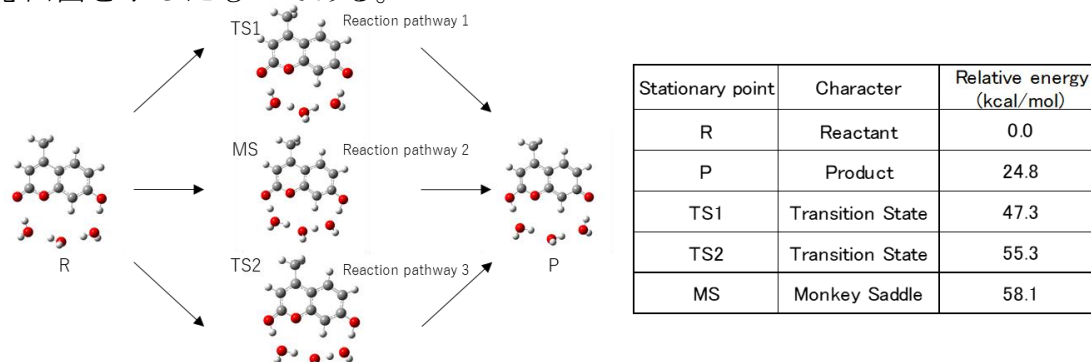 TS1
Reaction pathway 1
MS
Reaction pathway 2
R
P
TS2
Reaction pathway 3
Stationary point Character Relative energy (kcal/mol)
R Reactant 0.0
P Product 24.8
TS1 Transition State 47.3
TS2 Transition State 55.3
MS Monkey Saddle 58.1